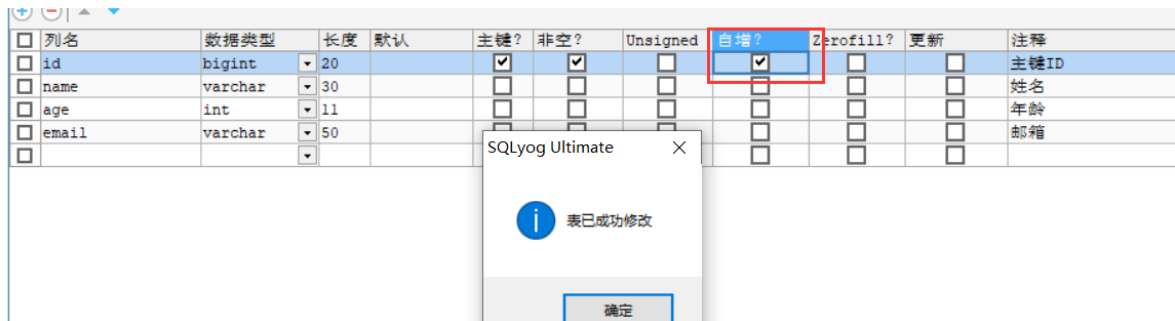 列名 数据类型 长度 默认 主键? 非空? Unsigned 自增? Zerofill? 更新 注释
id bigint 20 主键ID
name varchar 30 姓名
age int 11 年龄
email varchar 50 邮箱
SQLyog Ultimate
表已成功修改
确定